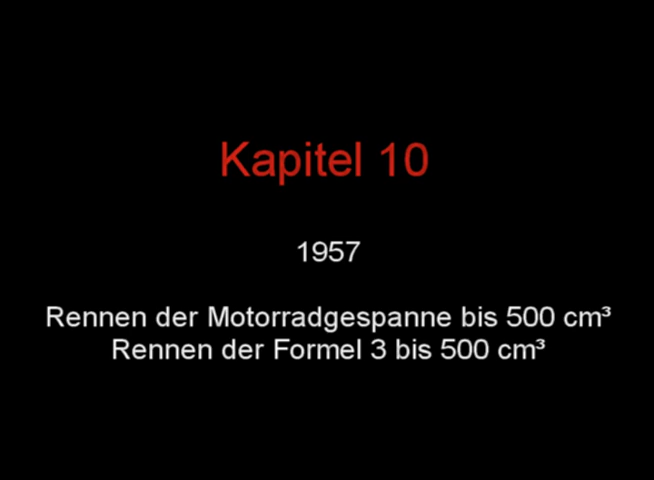 Kapitel 10
1957
Rennen der Motorradgespanne bis 500 cm³
Rennen der Formel 3 bis 500 cm³